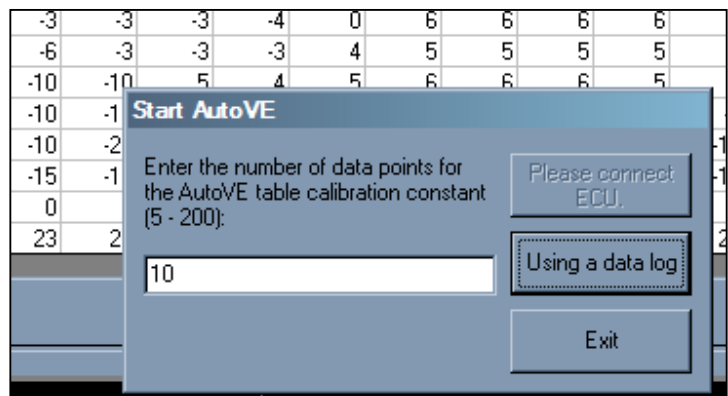 -3 -3 -3 -4 0 6 6 6 6
-6 -3 -3 -3 4 5 5 5 5
-10 -10 5 4 5 6 6 6 5
-10
-10
-15
0
23
Start AutoVE
Enter the number of data points for
the AutoVE table calibration constant
(5 - 200):
10
Please connect
ECU.
Using a data log
Exit